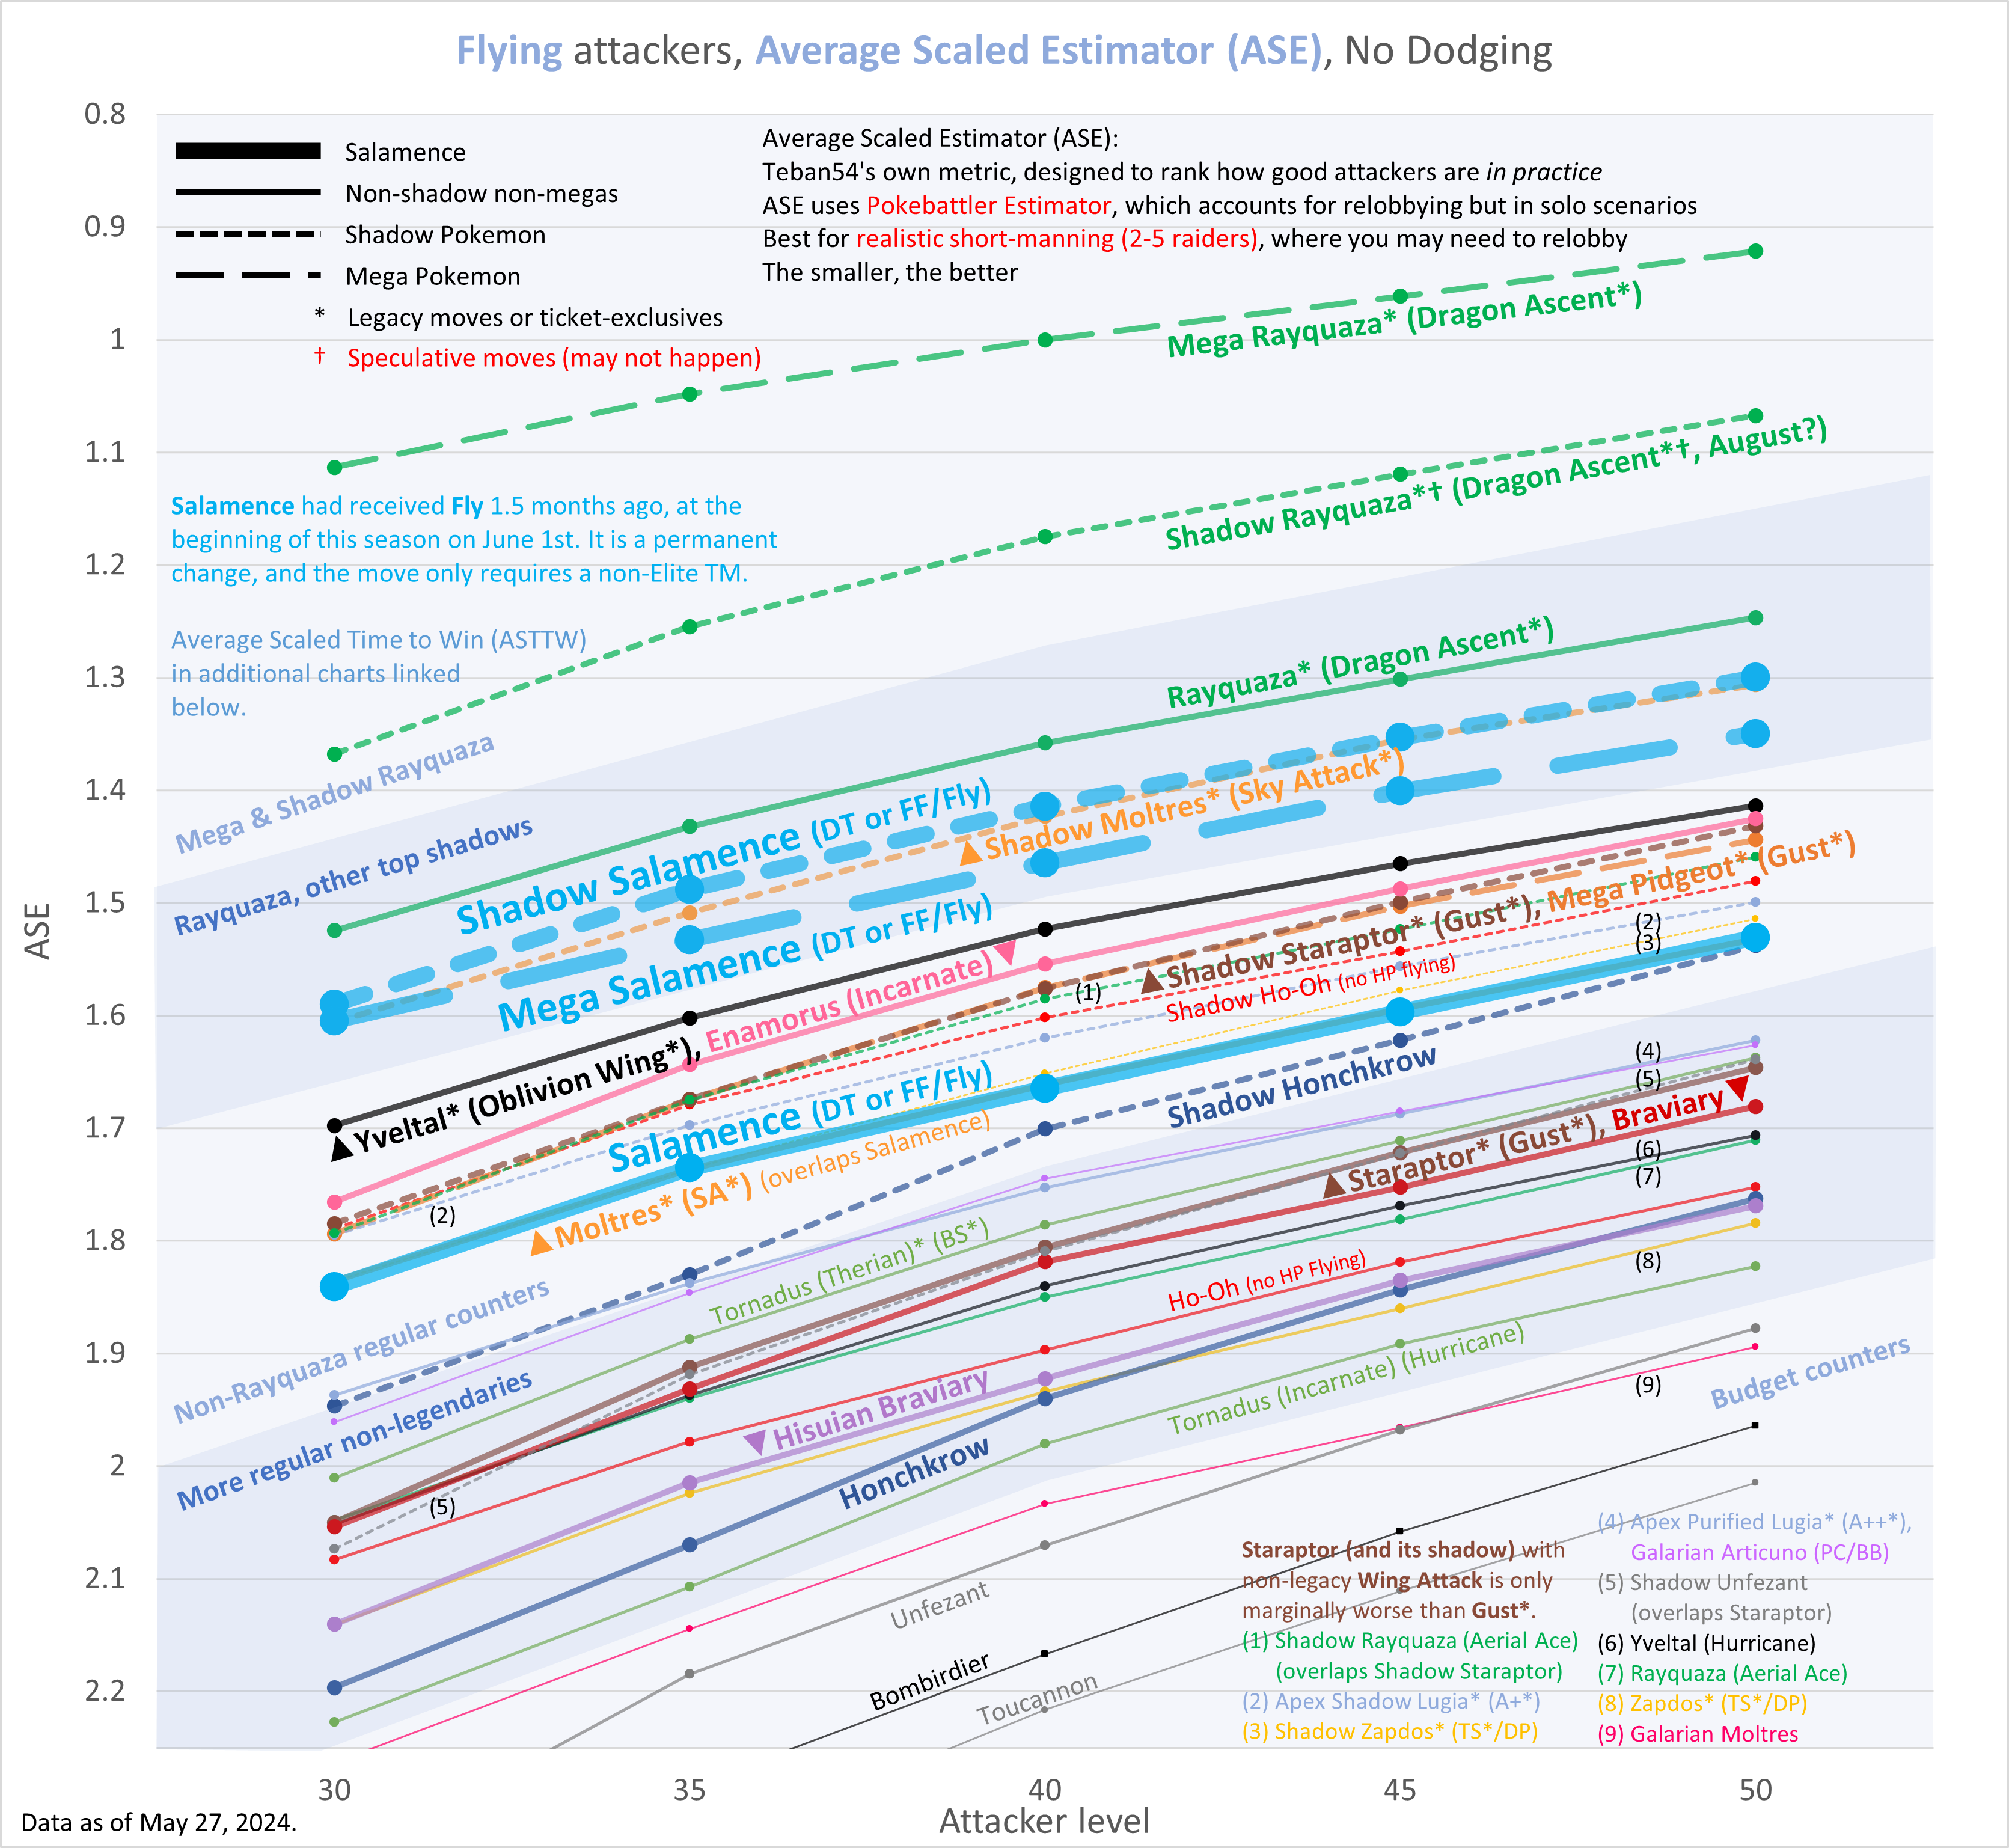 Flying attackers, Average Scaled Estimator (ASE), No Dodging
0.8
0.9
1
1.1
1.2
1.3
1.4
1.5
1.6
1.7
1.8
1.9
2
2.1
2.2
ASE
Salamence
Non-shadow non-megas
Shadow Pokemon
Mega Pokemon
* Legacy moves or ticket-exclusives
† Speculative moves (may not happen)
Average Scaled Estimator (ASE):
Teban54's own metric, designed to rank how good attackers are in practice
ASE uses Pokebattler Estimator, which accounts for relobbying but in solo scenarios
Best for realistic short-manning (2-5 raiders), where you may need to relobby
The smaller, the better
Mega Rayquaza* (Dragon Ascent*)
Shadow Rayquaza*† (Dragon Ascent*†, August?)
Salamence had received Fly 1.5 months ago, at the
beginning of this season on June 1st. It is a permanent
change, and the move only requires a non-Elite TM.
Average Scaled Time to Win (ASTTW)
in additional charts linked
below.
Mega & Shadow Rayquaza
Rayquaza, other top shadows
Rayquaza* (Dragon Ascent*)
Shadow Salamence (DT or FF/Fly)
Shadow Moltres* (Sky Attack*)
Mega Salamence (DT or FF/Fly)
Shadow Staraptor* (Gust*), Mega Pidgeot* (Gust*)
(1)
(2)
(3)
Shadow Ho-Oh (no HP flying)
Yveltal* (Oblivion Wing*), Enamorus (Incarnate)
Salamence (DT or FF/Fly)
Shadow Honchkrow
(2)
Moltres* (SA*) (overlaps Salamence)
(4)
(5)
Staraptor* (Gust*), Braviary
(6)
(7)
Tornadus (Therian)* (BS*)
Ho-Oh (no HP Flying)
(8)
Non-Rayquaza regular counters
More regular non-legendaries
(5)
Hisuian Braviary
Honchkrow
Tornadus (Incarnate) (Hurricane)
(9)
Budget counters
Unfezant
Bombirdier
Toucannon
Staraptor (and its shadow) with
non-legacy Wing Attack is only
marginally worse than Gust*.
(1) Shadow Rayquaza (Aerial Ace)
(overlaps Shadow Staraptor)
(2) Apex Shadow Lugia* (A+*)
(3) Shadow Zapdos* (TS*/DP)
(4) Apex Purified Lugia* (A++*),
Galarian Articuno (PC/BB)
(5) Shadow Unfezant
(overlaps Staraptor)
(6) Yveltal (Hurricane)
(7) Rayquaza (Aerial Ace)
(8) Zapdos* (TS*/DP)
(9) Galarian Moltres
30
35
40
45
50
Attacker level
Data as of May 27, 2024.